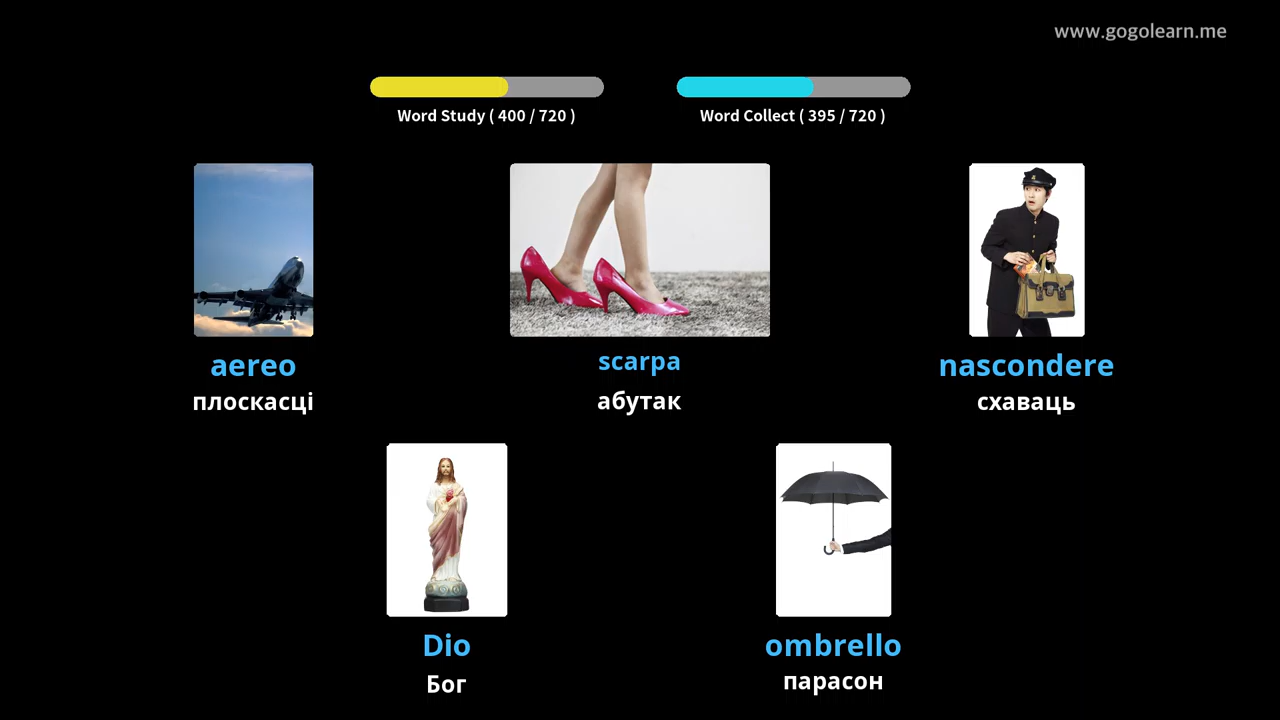 www.gogolearn.me
Word Study ( 400 / 720 )
Word Collect ( 395 / 720 )
aereo
плоскасці
scarpa
абутак
nascondere
схаваць
Dio
Бог
ombrello
парасон